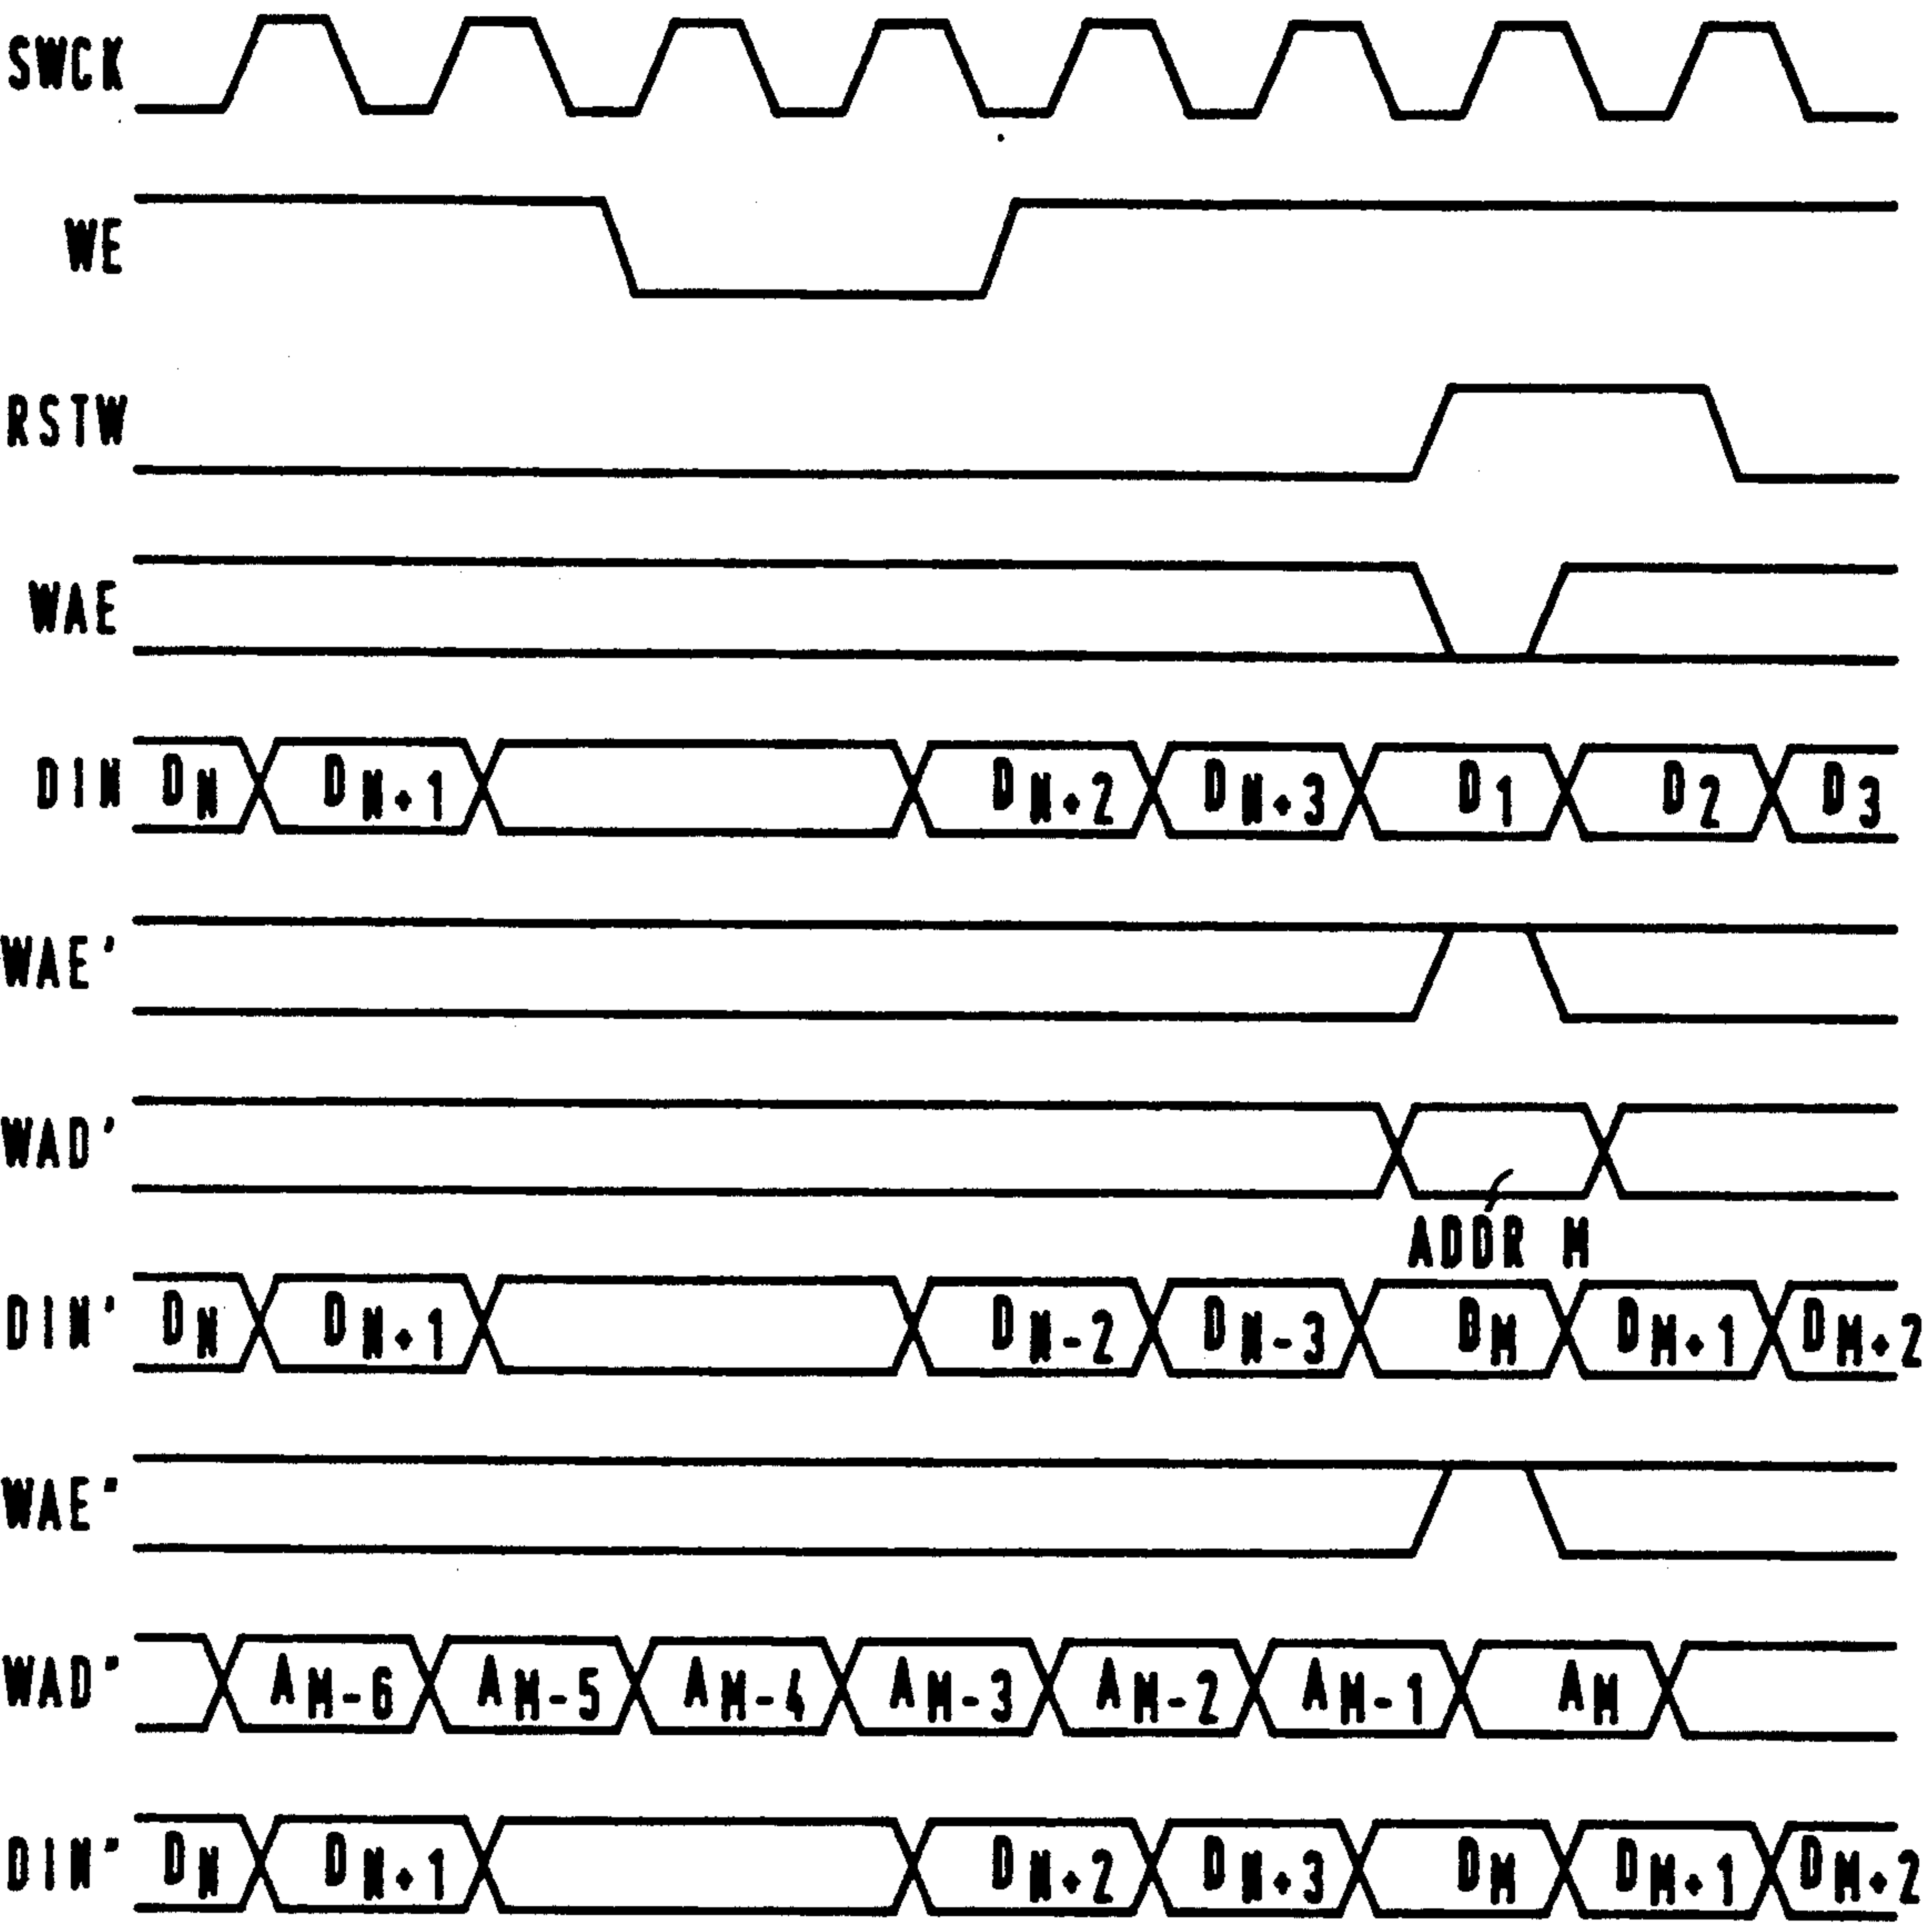 SWCK
WE
RSTW
WAE
DIN DN DN+1 DN+2 DN+3 D1 D2 D3
WAE'
WAD'
ADDR M
DIN' DN DN+1 DN-2 DN-3 DM DM+1 DM+2
WAE"
WAD" AM-6 AM-5 AM-4 AM-3 AM-2 AM-1 AM
DIN" DN DN+1 DN+2 DN+3 DM DM+1 DM+2